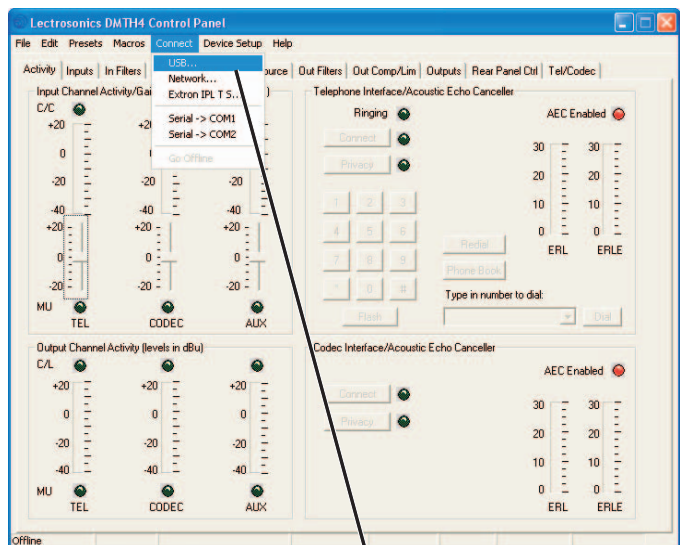 Lectrosonics DMTH4 Control Panel
File Edit Presets Macros Connect Device Setup Help
USB...
Network...
Extron IPL T S...
Serial -> COM1
Serial -> COM2
Go Offline
Activity Inputs In Filters ource Out Filters Out Comp/Lim Outputs Rear Panel Ctrl Tel/Codec
Input Channel Activity/Gai )
C/C
+20 +
0
-20 -20 -20
-40 -40 -40
+20 +20 +20
0 0 0
-20 -20 -20
MU
TEL CODEC AUX
Telephone Interface/Acoustic Echo Canceller
Ringing AEC Enabled
Connect
Privacy
30 30
20 20
10 10
0 0
ERL ERLE
1 2 3
4 5 6
7 8 9
* 0 #
Flash
Redial
Phone Book
Type in number to dial:
Dial
Output Channel Activity (levels in dBu)
C/L
+20 +20 +20
0 0 0
-20 -20 -20
-40 -40 -40
MU
TEL CODEC AUX
Codec Interface/Acoustic Echo Canceller
AEC Enabled
Connect
Privacy
30 30
20 20
10 10
0 0
ERL ERLE
Offline